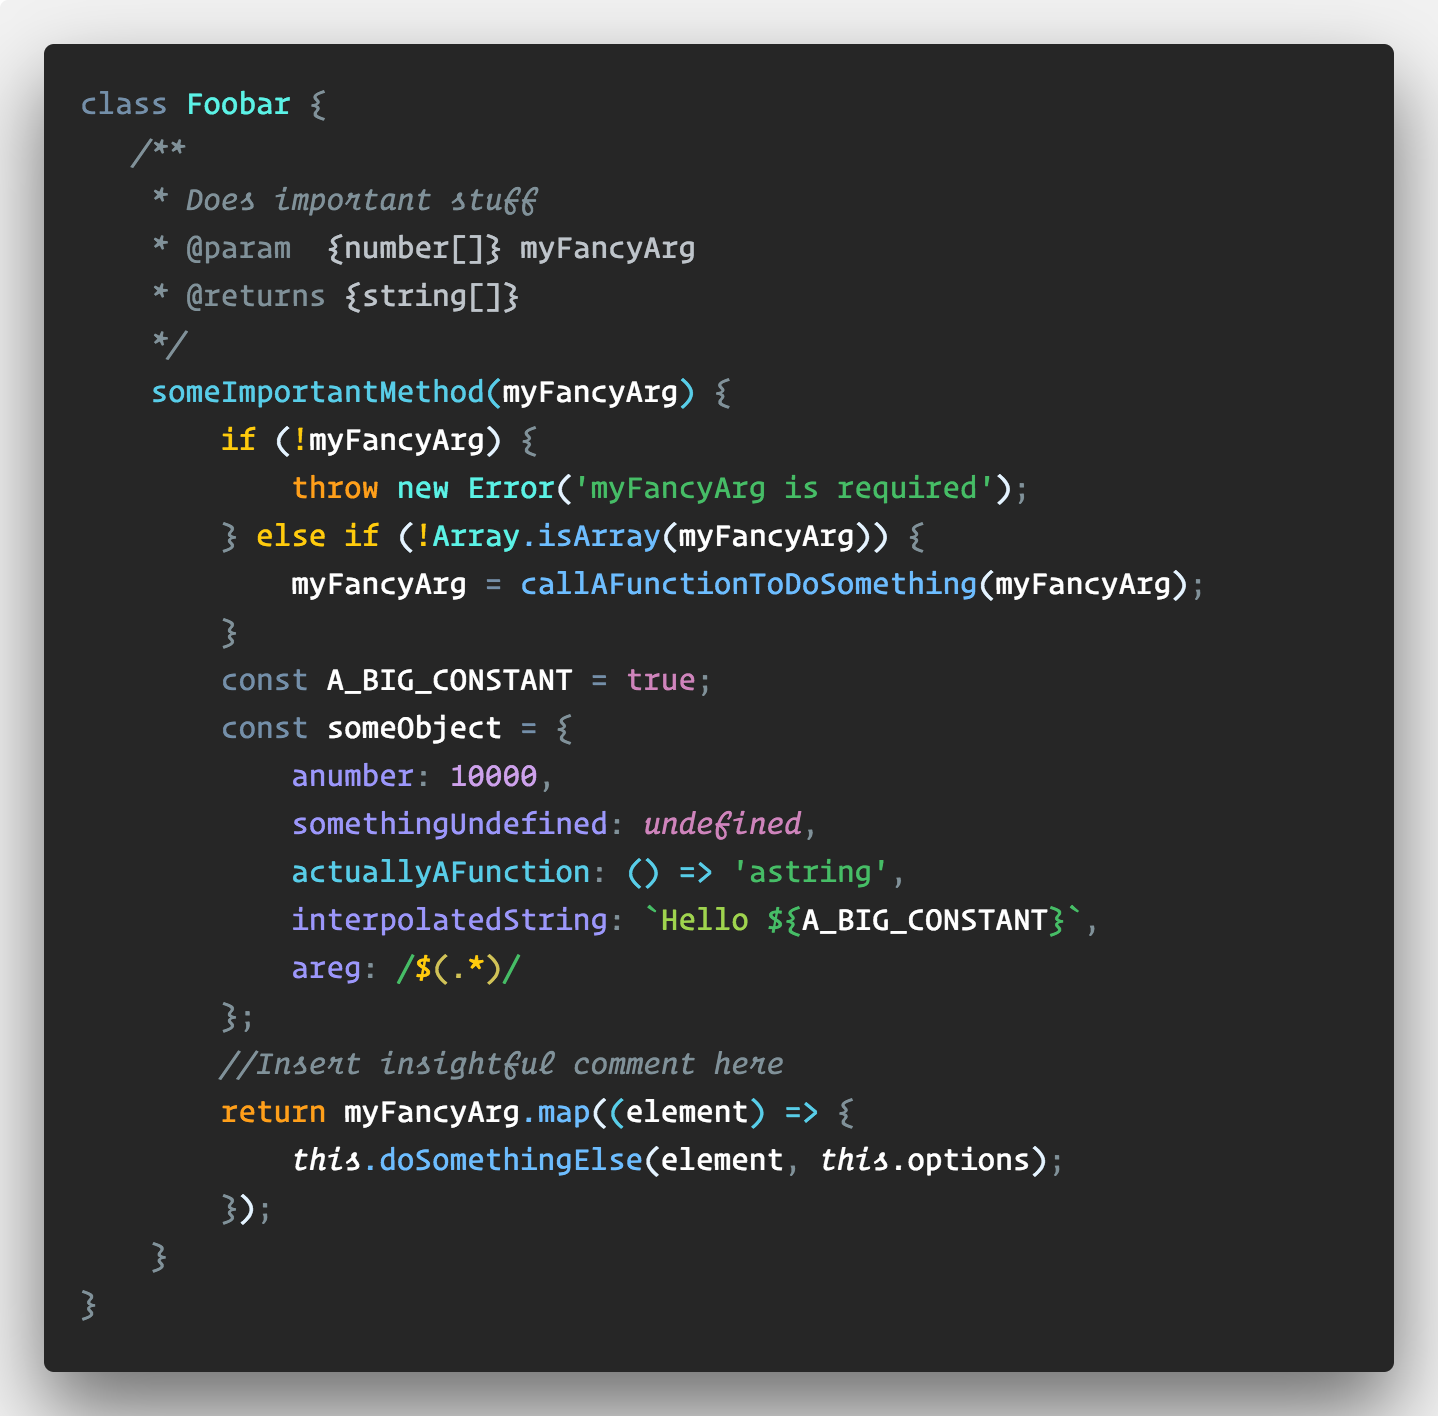 class Foobar {
   /**
    * Does important stuff
    * @param  {number[]} myFancyArg
    * @returns {string[]}
    */
    someImportantMethod(myFancyArg) {
        if (!myFancyArg) {
            throw new Error('myFancyArg is required');
        } else if (!Array.isArray(myFancyArg)) {
            myFancyArg = callAFunctionToDoSomething(myFancyArg);
        }
        const A_BIG_CONSTANT = true;
        const someObject = {
            anumber: 10000,
            somethingUndefined: undefined,
            actuallyAFunction: () => 'astring',
            interpolatedString: `Hello ${A_BIG_CONSTANT}`,
            areg: /$(.*)/
        };
        //Insert insightful comment here
        return myFancyArg.map((element) => {
            this.doSomethingElse(element, this.options);
        });
    }
}